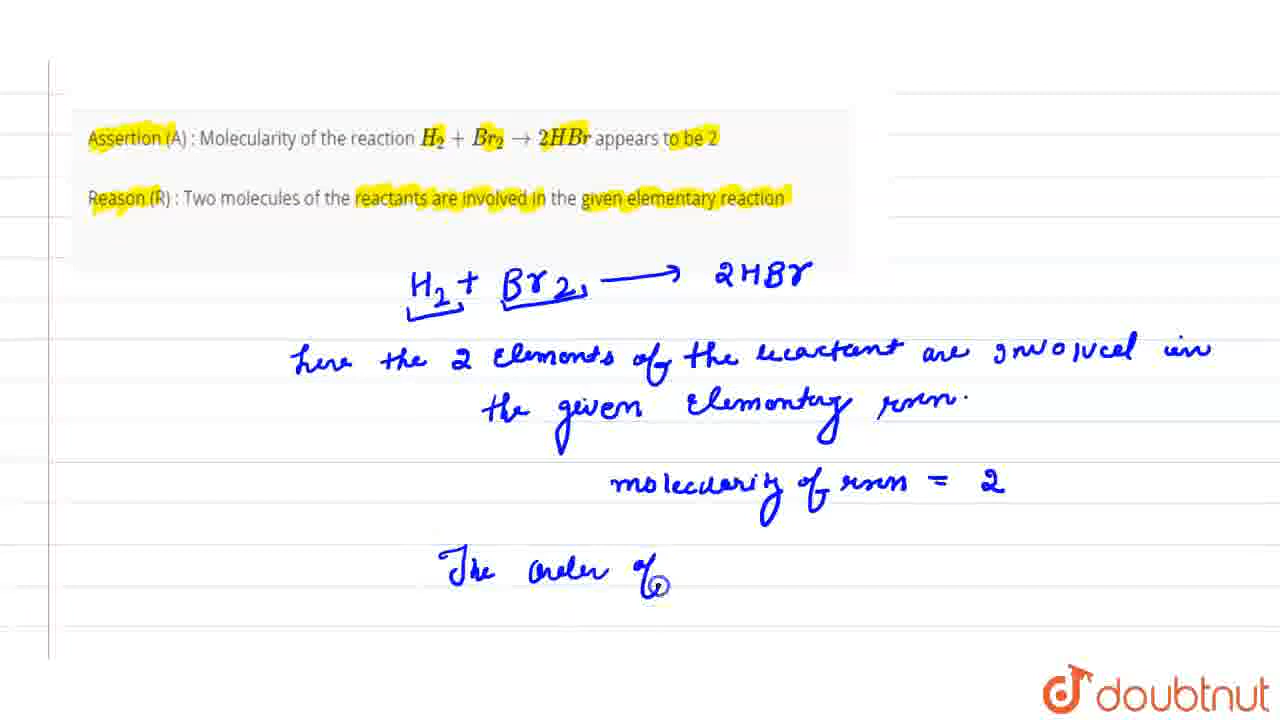 Assertion (A) : Molecularity of the reaction H₂ + Br₂ → 2HBr appears to be 2
Reason (R) : Two molecules of the reactants are involved in the given elementary reaction
H₂ + Br₂ → 2HBr
here the 2 elements of the reactant are involved in
the given elementary rxn.
molecularity of rxn = 2
The order of
doubtnut